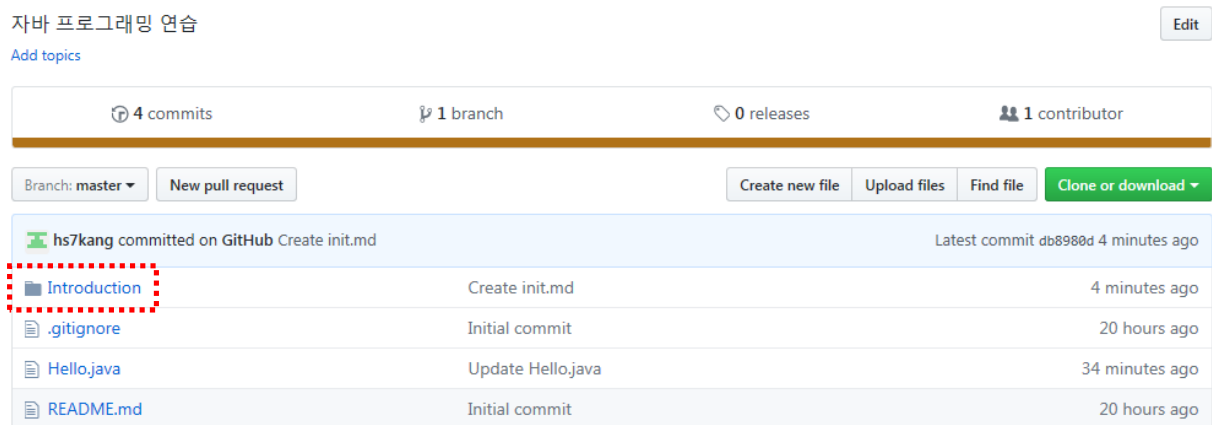 자바 프로그래밍 연습
Edit
Add topics
4 commits
1 branch
0 releases
1 contributor
Branch: master
New pull request
Create new file
Upload files
Find file
Clone or download
hs7kang committed on GitHub Create init.md
Latest commit db8980d 4 minutes ago
Introduction
Create init.md
4 minutes ago
.gitignore
Initial commit
20 hours ago
Hello.java
Update Hello.java
34 minutes ago
README.md
Initial commit
20 hours ago